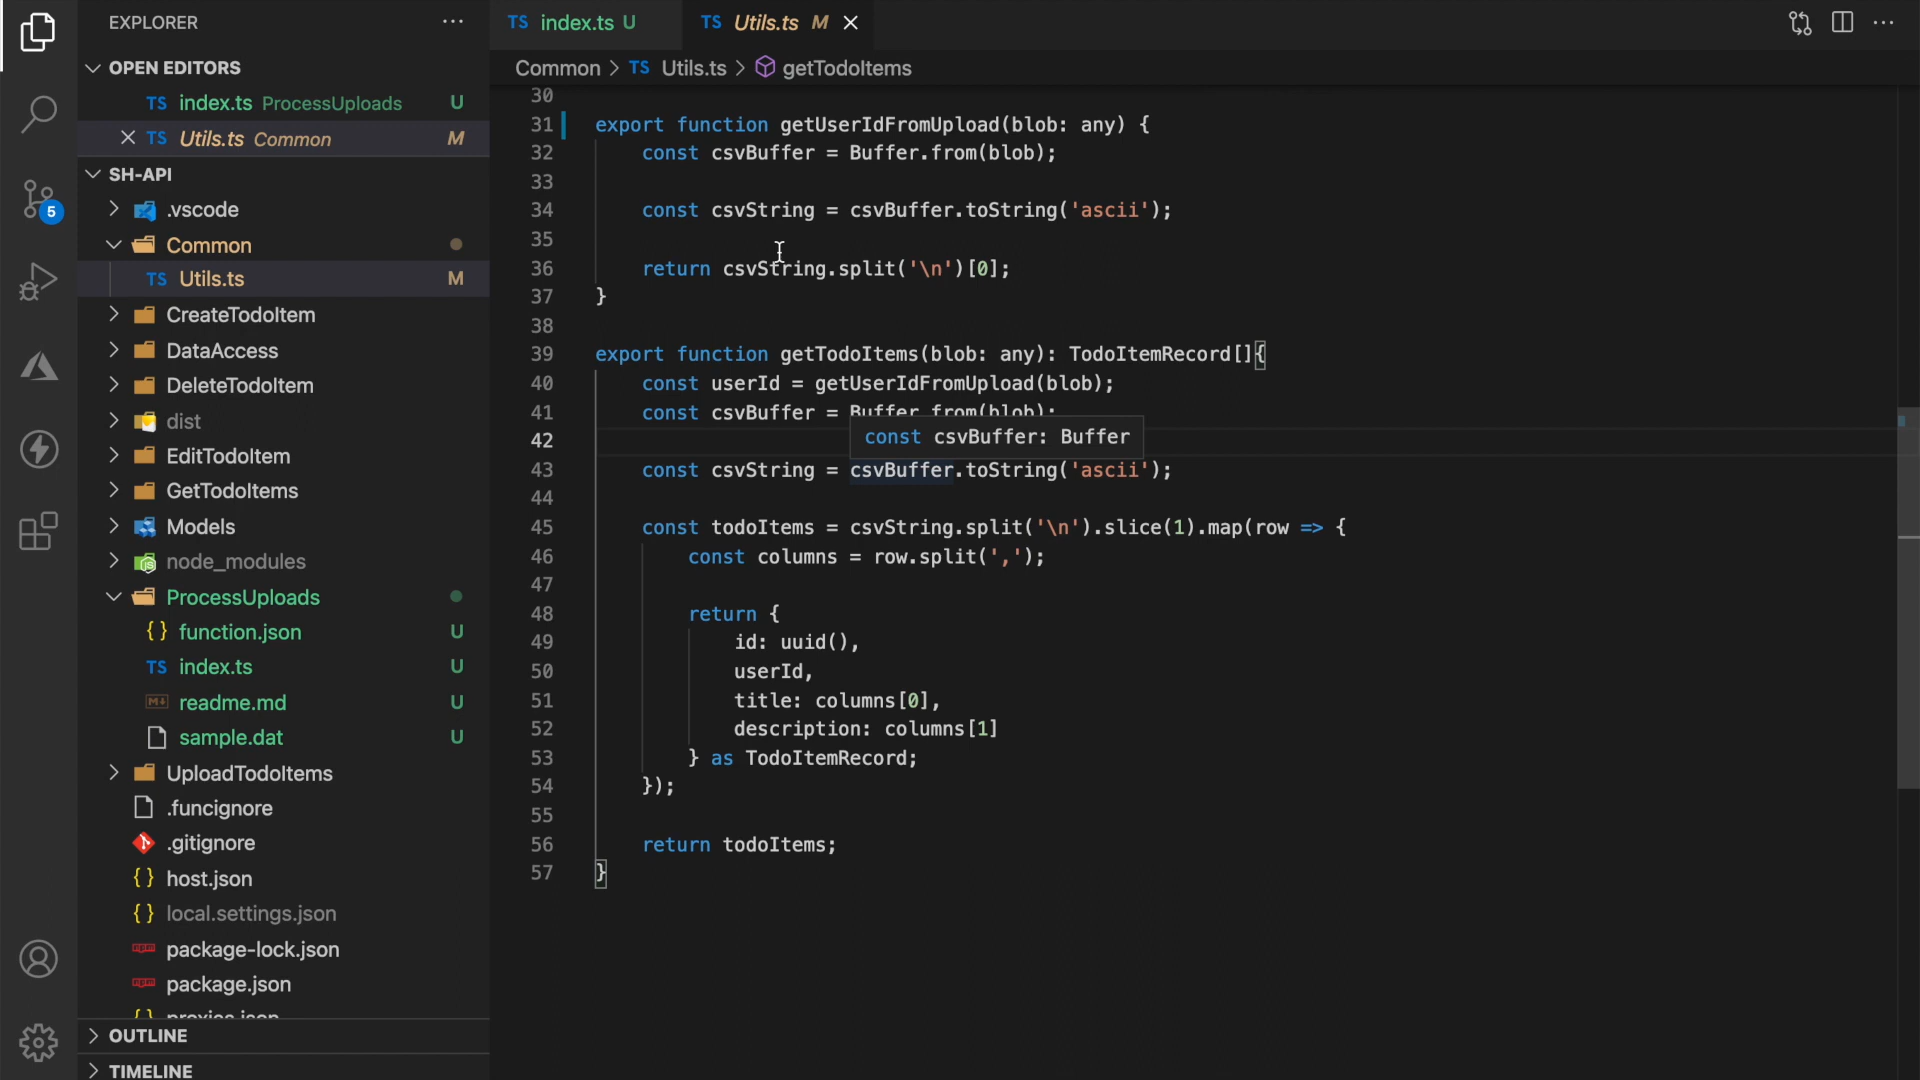 EXPLORER
OPEN EDITORS
TS index.ts ProcessUploads U
TS Utils.ts Common M
SH-API
.vscode
Common
TS Utils.ts M
CreateTodoItem
DataAccess
DeleteTodoItem
dist
EditTodoItem
GetTodoItems
Models
node_modules
ProcessUploads
{} function.json U
TS index.ts U
readme.md U
sample.dat U
UploadTodoItems
.funcignore
.gitignore
{} host.json
{} local.settings.json
package-lock.json
package.json
OUTLINE
TIMELINE
5
TS index.ts U
TS Utils.ts M
Common > TS Utils.ts > getTodoItems
30
31 export function getUserIdFromUpload(blob: any) {
32 const csvBuffer = Buffer.from(blob);
33
34 const csvString = csvBuffer.toString('ascii');
35
36 return csvString.split('\n')[0];
37 }
38
39 export function getTodoItems(blob: any): TodoItemRecord[]{
40 const userId = getUserIdFromUpload(blob);
41 const csvBuffer = Buffer.from(blob);
42 const csvBuffer: Buffer
43 const csvString = csvBuffer.toString('ascii');
44
45 const todoItems = csvString.split('\n').slice(1).map(row => {
46 const columns = row.split(',');
47
48 return {
49 id: uuid(),
50 userId,
51 title: columns[0],
52 description: columns[1]
53 } as TodoItemRecord;
54 });
55
56 return todoItems;
57 }